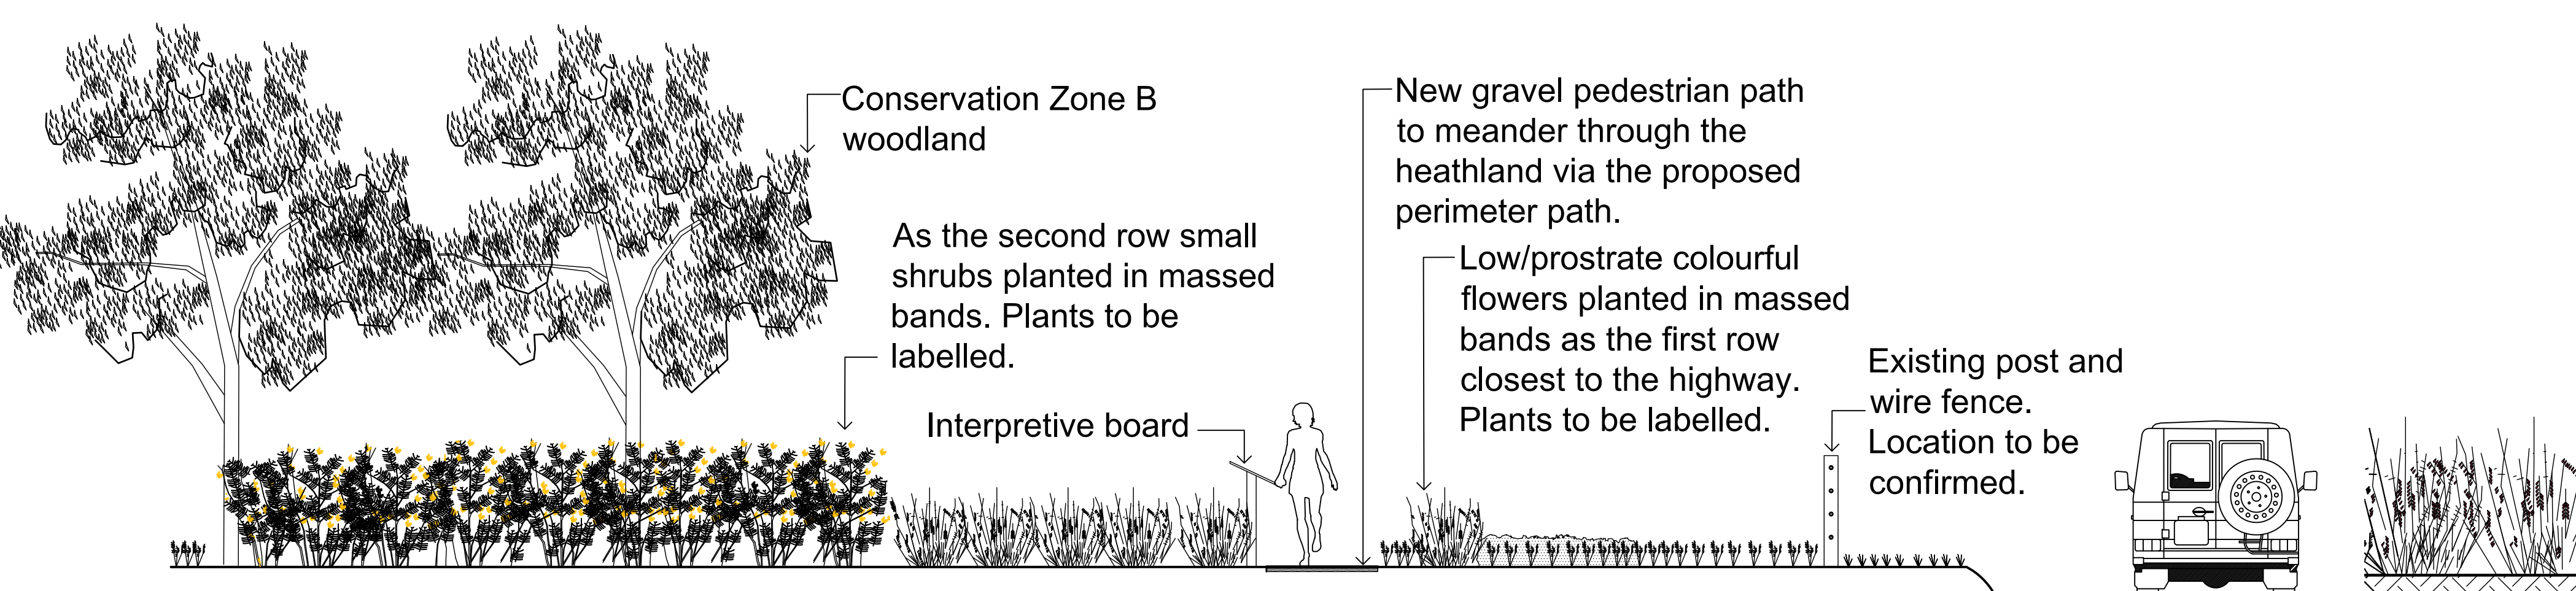 Conservation Zone B
woodland
As the second row small
shrubs planted in massed
bands. Plants to be
labelled.
Interpretive board
New gravel pedestrian path
to meander through the
heathland via the proposed
perimeter path.
Low/prostrate colourful
flowers planted in massed
bands as the first row
closest to the highway.
Plants to be labelled.
Existing post and
wire fence.
Location to be
confirmed.